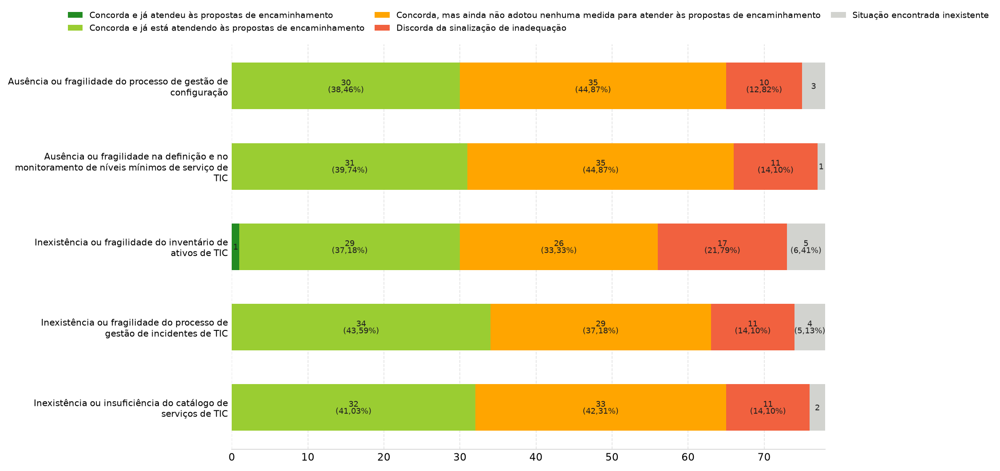 Concorda e já atendeu às propostas de encaminhamento
Concorda e já está atendendo às propostas de encaminhamento
Concorda, mas ainda não adotou nenhuma medida para atender às propostas de encaminhamento
Discorda da sinalização de inadequação
Situação encontrada inexistente
Ausência ou fragilidade do processo de gestão de
configuração
30
(38,46%)
35
(44,87%)
10
(12,82%)
3
Ausência ou fragilidade na definição e no
monitoramento de níveis mínimos de serviço de
TIC
31
(39,74%)
35
(44,87%)
11
(14,10%)
1
Inexistência ou fragilidade do inventário de
ativos de TIC
1
29
(37,18%)
26
(33,33%)
17
(21,79%)
5
(6,41%)
Inexistência ou fragilidade do processo de
gestão de incidentes de TIC
34
(43,59%)
29
(37,18%)
11
(14,10%)
4
(5,13%)
Inexistência ou insuficiência do catálogo de
serviços de TIC
32
(41,03%)
33
(42,31%)
11
(14,10%)
2
0 10 20 30 40 50 60 70